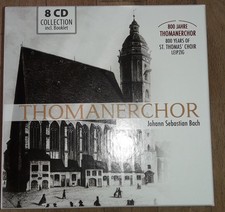 8 CD
COLLECTION
incl. Booklet
800 JAHRE
THOMANERCHOR
800 YEARS OF
ST. THOMAS' CHOIR
LEIPZIG
THOMANERCHOR
Johann Sebastian Bach